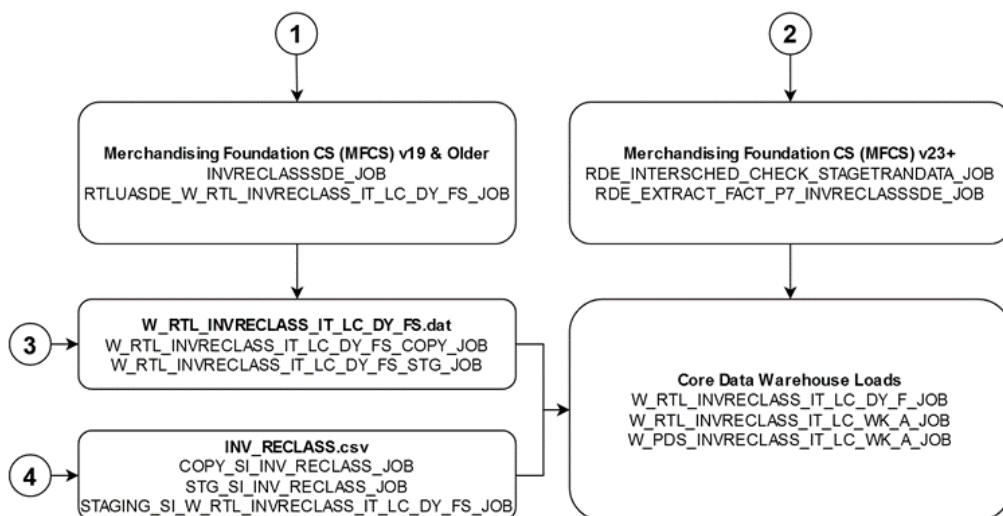 1
2
Merchandising Foundation CS (MFCS) v19 & Older
INVRECLASSSDE_JOB
RTLUASDE_W_RTL_INVRECLASS_IT_LC_DY_FS_JOB
Merchandising Foundation CS (MFCS) v23+
RDE_INTERSCHED_CHECK_STAGETRANDATA_JOB
RDE_EXTRACT_FACT_P7_INVRECLASSSDE_JOB
3
W_RTL_INVRECLASS_IT_LC_DY_FS.dat
W_RTL_INVRECLASS_IT_LC_DY_FS_COPY_JOB
W_RTL_INVRECLASS_IT_LC_DY_FS_STG_JOB
4
INV_RECLASS.csv
COPY_SI_INV_RECLASS_JOB
STG_SI_INV_RECLASS_JOB
STAGING_SI_W_RTL_INVRECLASS_IT_LC_DY_FS_JOB
Core Data Warehouse Loads
W_RTL_INVRECLASS_IT_LC_DY_F_JOB
W_RTL_INVRECLASS_IT_LC_WK_A_JOB
W_PDS_INVRECLASS_IT_LC_WK_A_JOB